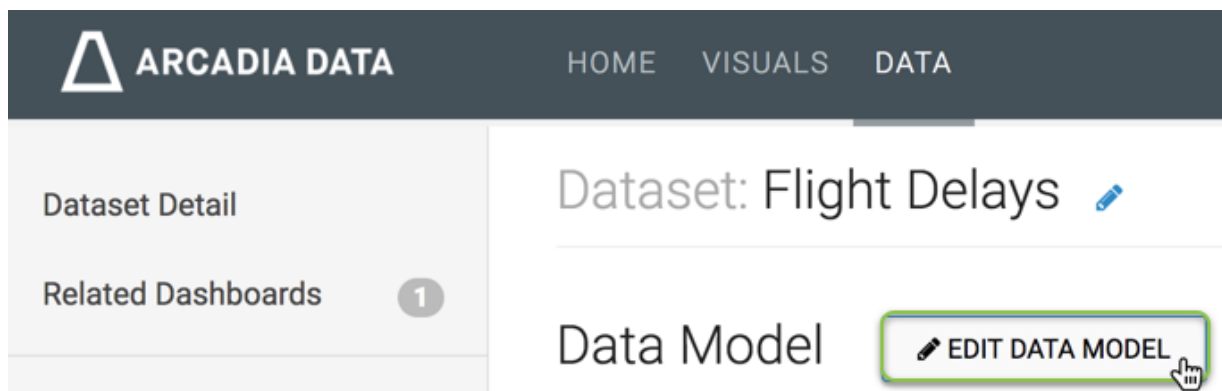 ARCADIA DATA HOME VISUALS DATA
Dataset Detail
Related Dashboards 1
Dataset: Flight Delays
Data Model EDIT DATA MODEL